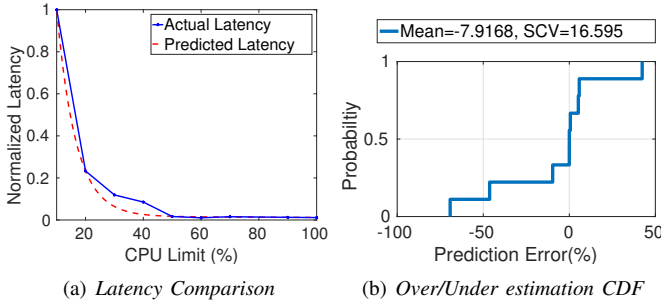 Actual Latency
Predicted Latency
Normalized Latency
1
0.8
0.6
0.4
0.2
0
20 40 60 80 100
CPU Limit (%)
(a) Latency Comparison
Mean=-7.9168, SCV=16.595
Probabiltiy
1
0.5
0
-100 -50 0 50
Prediction Error(%)
(b) Over/Under estimation CDF